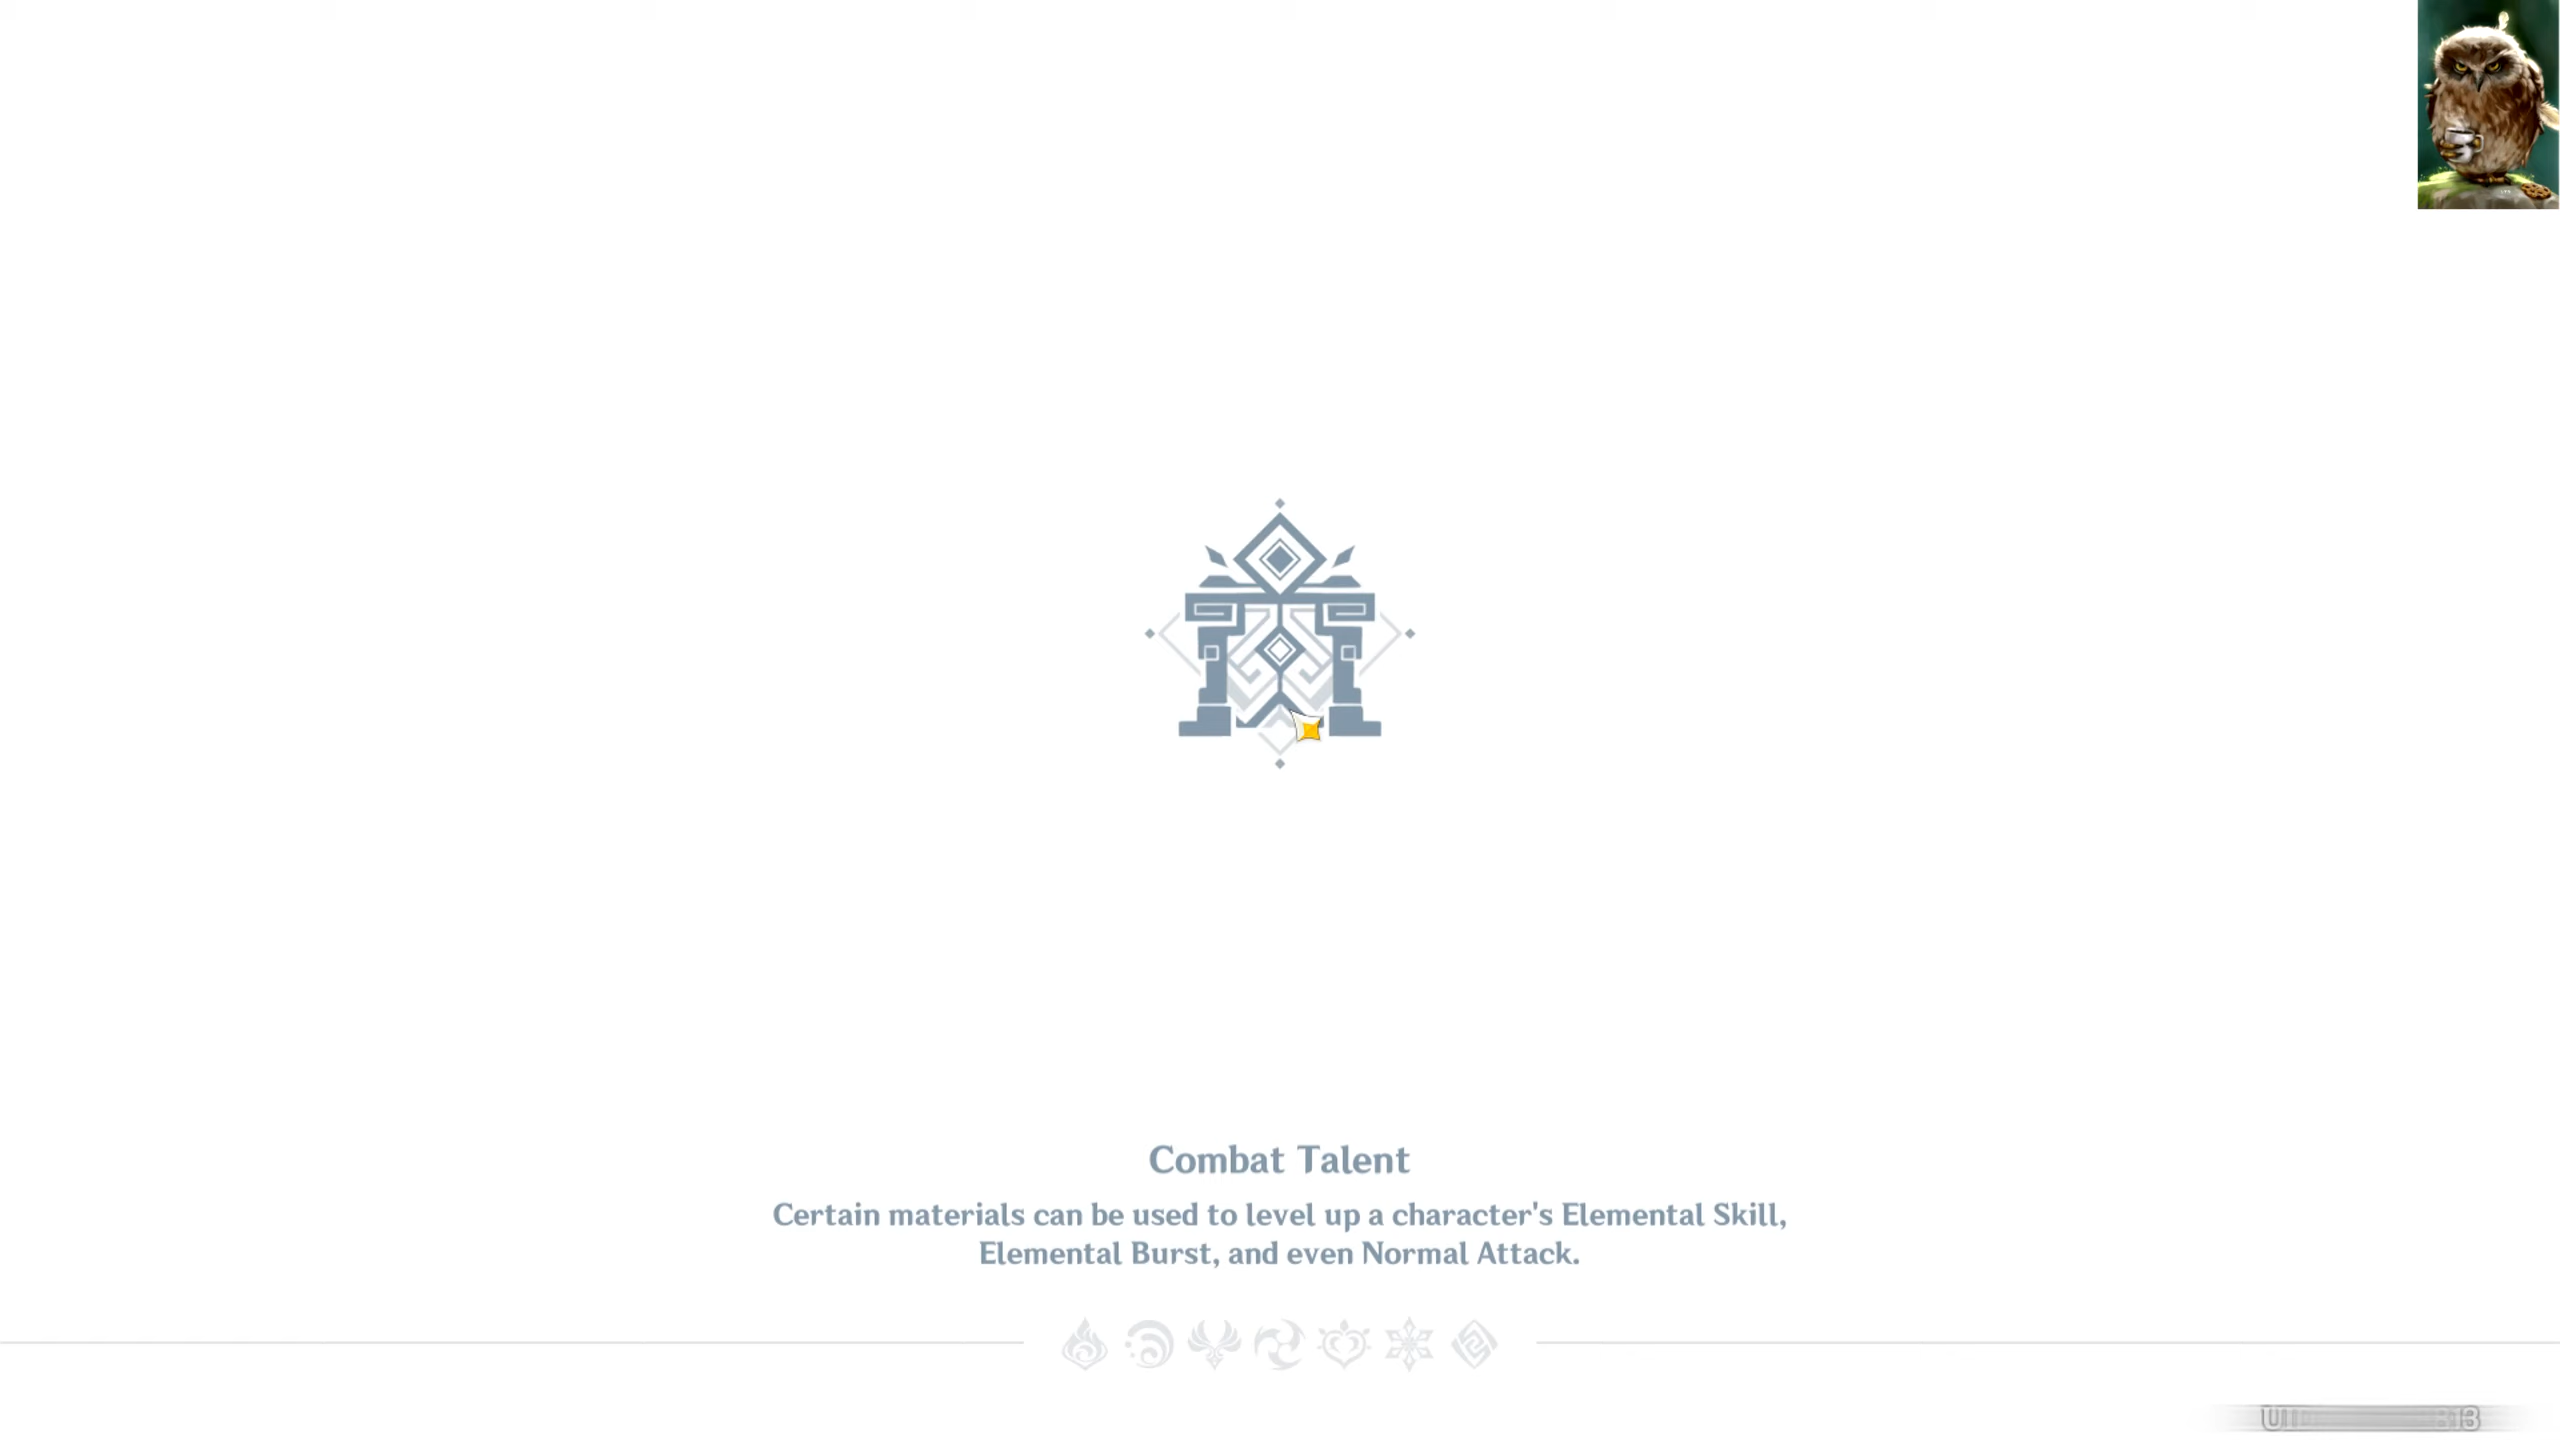 Combat Talent
Certain materials can be used to level up a character's Elemental Skill,
Elemental Burst, and even Normal Attack.